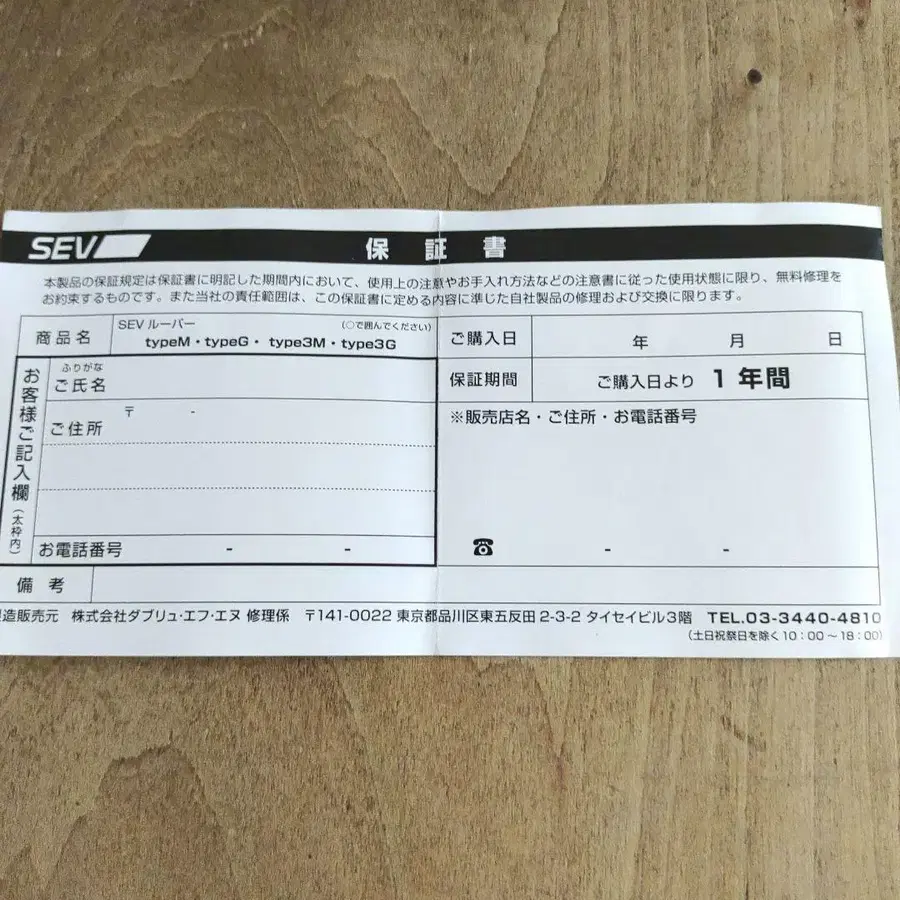 SEV 保証書
本製品の保証規定は保証書に明記した期間内において、使用上の注意やお手入れ方法などの注意書に従った使用状態に限り、無料修理を
お約束するものです。また当社の責任範囲は、この保証書に定める内容に準じた自社製品の修理および交換に限ります。
商品名
SEV ルーパー (○で囲んでください)
typeM・typeG・type3M・type3G
ご購入日 年 月 日
保証期間 ご購入日より 1年間
お客様ご記入欄(太枠内)
ふりがな
ご氏名
〒 -
ご住所
お電話番号 - -
※販売店名・ご住所・お電話番号
☎ - -
備考
造販売元 株式会社ダブリュ・エフ・エヌ 修理係 〒141-0022 東京都品川区東五反田 2-3-2 タイセイビル3階 TEL.03-3440-4810
(土日祝祭日を除く10:00~18:00)